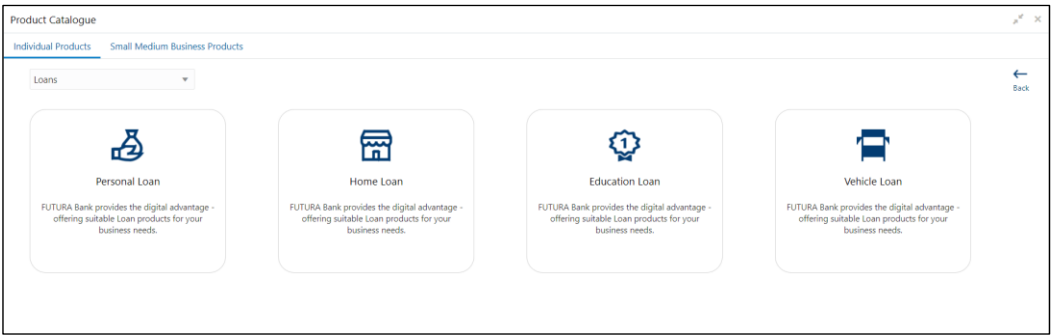 Product Catalogue
Individual Products Small Medium Business Products
Loans
Back
Personal Loan
FUTURA Bank provides the digital advantage -
offering suitable Loan products for your
business needs.
Home Loan
FUTURA Bank provides the digital advantage -
offering suitable Loan products for your
business needs.
1
Education Loan
FUTURA Bank provides the digital advantage -
offering suitable Loan products for your
business needs.
Vehicle Loan
FUTURA Bank provides the digital advantage -
offering suitable Loan products for your
business needs.